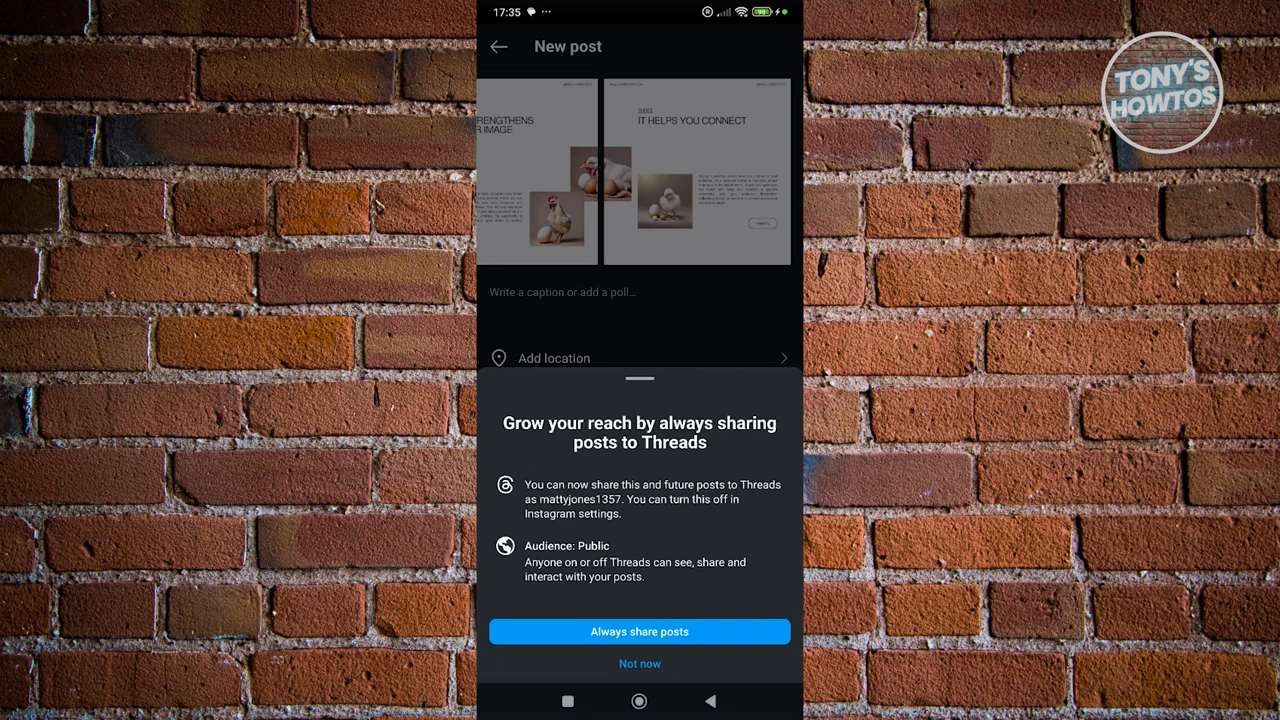 17:35
98
TONY'S
HOWTOS
New post
RENGTHENS
R IMAGE
IT HELPS YOU CONNECT
Write a caption or add a poll...
Add location
Grow your reach by always sharing
posts to Threads
You can now share this and future posts to Threads
as mattyjones1357. You can turn this off in
Instagram settings.
Audience: Public
Anyone on or off Threads can see, share and
interact with your posts.
Always share posts
Not now